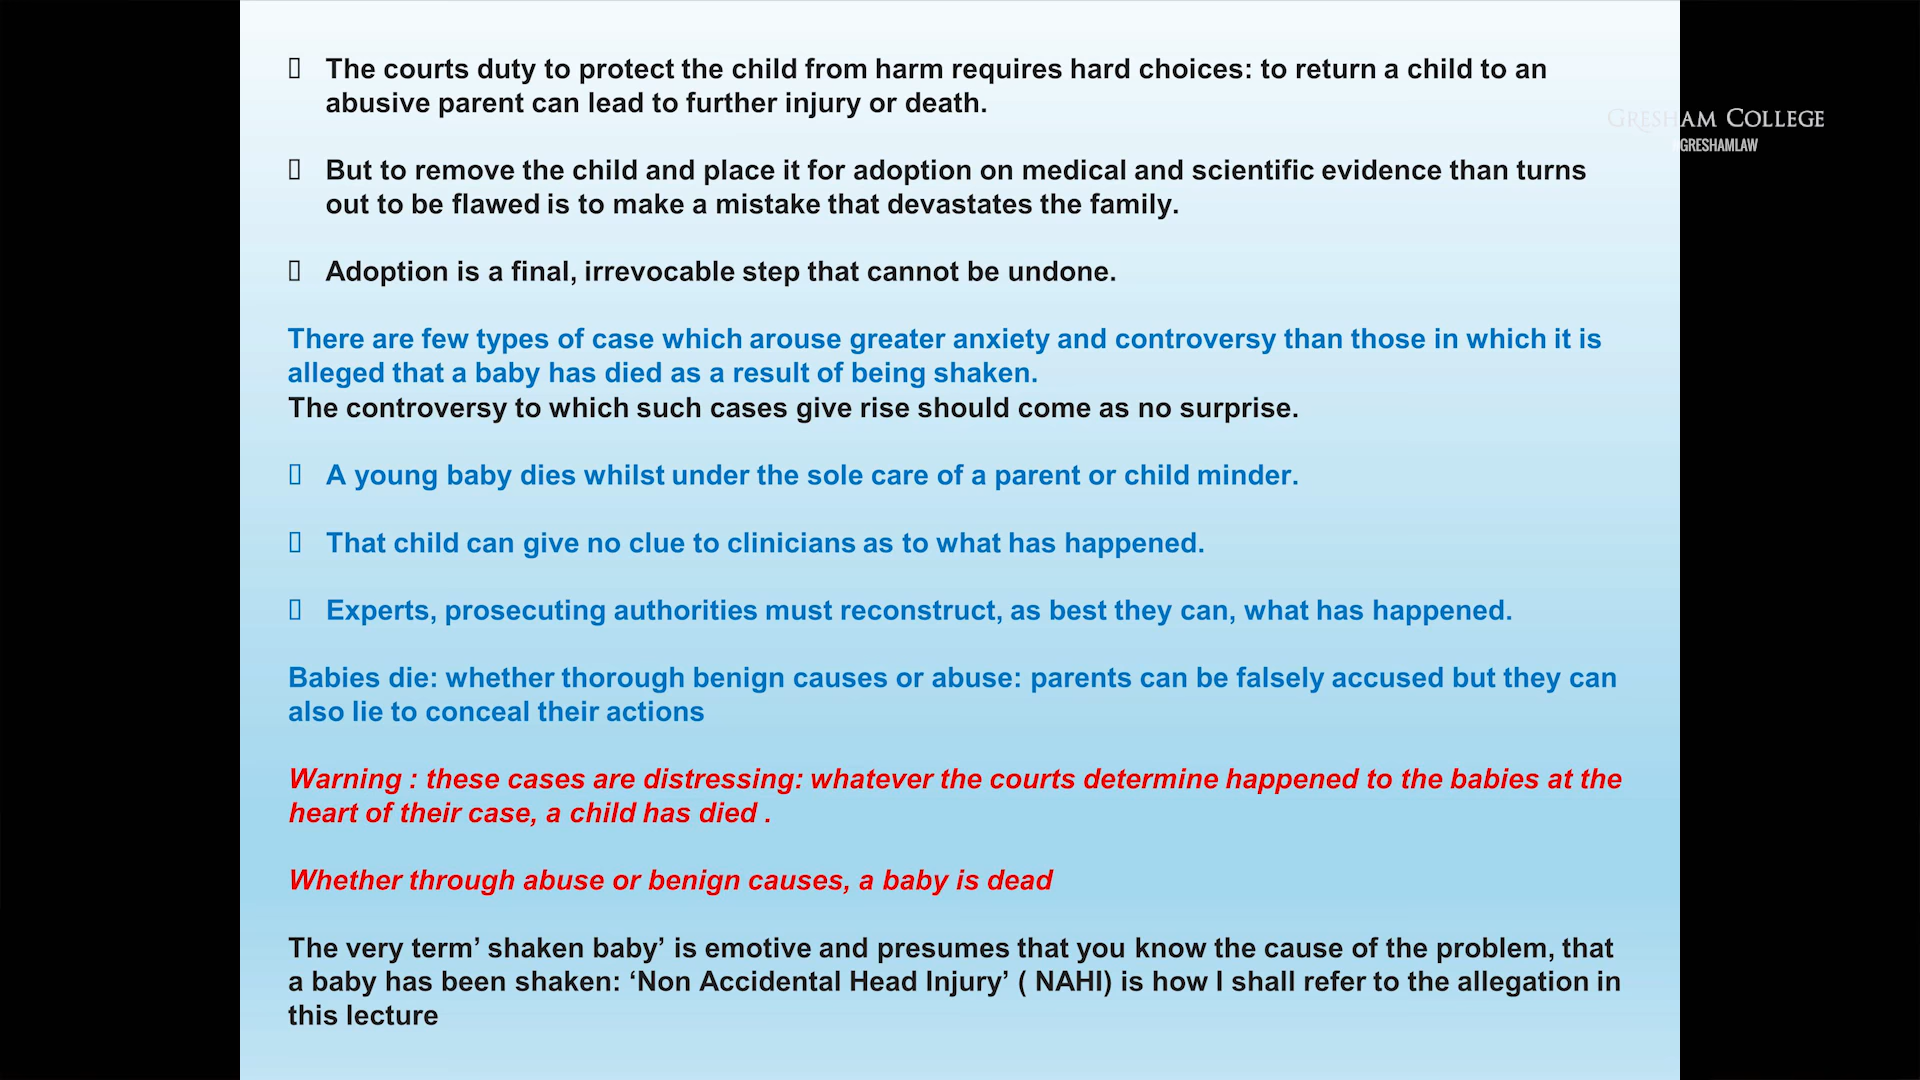 The courts duty to protect the child from harm requires hard choices: to return a child to an
abusive parent can lead to further injury or death.
GRESHAM COLLEGE
GRESHAMLAW
But to remove the child and place it for adoption on medical and scientific evidence than turns
out to be flawed is to make a mistake that devastates the family.
Adoption is a final, irrevocable step that cannot be undone.
There are few types of case which arouse greater anxiety and controversy than those in which it is
alleged that a baby has died as a result of being shaken.
The controversy to which such cases give rise should come as no surprise.
A young baby dies whilst under the sole care of a parent or child minder.
That child can give no clue to clinicians as to what has happened.
Experts, prosecuting authorities must reconstruct, as best they can, what has happened.
Babies die: whether thorough benign causes or abuse: parents can be falsely accused but they can
also lie to conceal their actions
Warning : these cases are distressing: whatever the courts determine happened to the babies at the
heart of their case, a child has died .
Whether through abuse or benign causes, a baby is dead
The very term’ shaken baby’ is emotive and presumes that you know the cause of the problem, that
a baby has been shaken: ‘Non Accidental Head Injury’ ( NAHI) is how I shall refer to the allegation in
this lecture